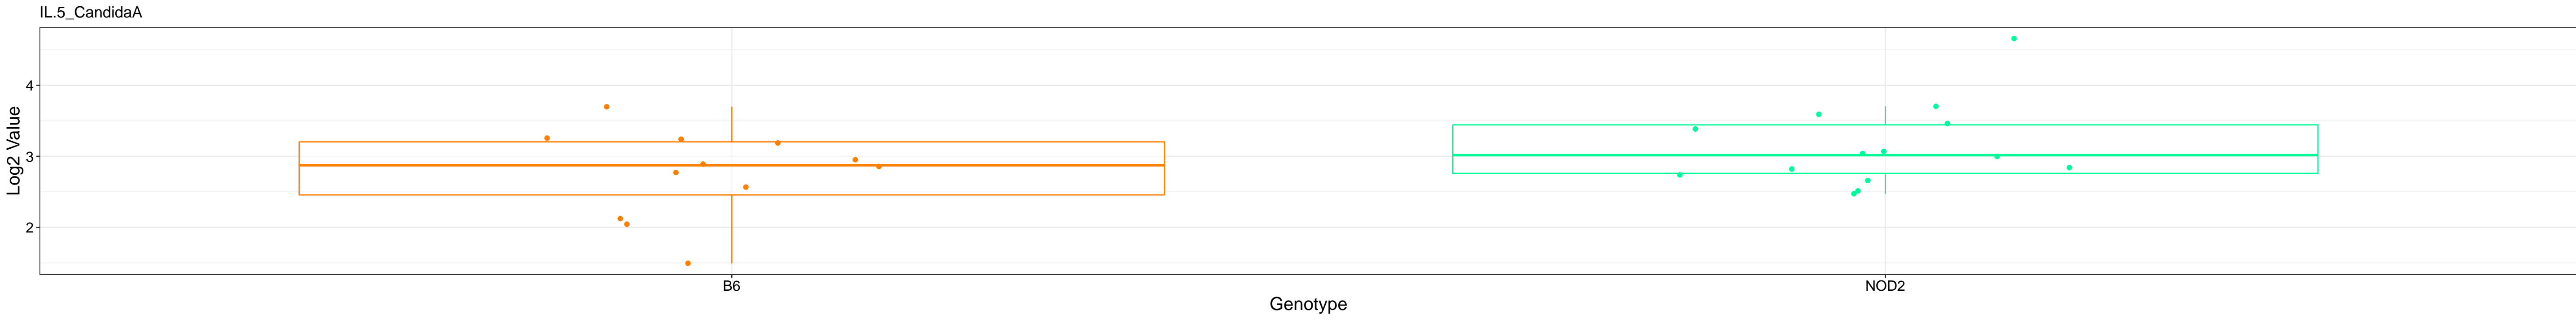 IL.5_CandidaA
Log2 Value
4
3
2
B6
NOD2
Genotype